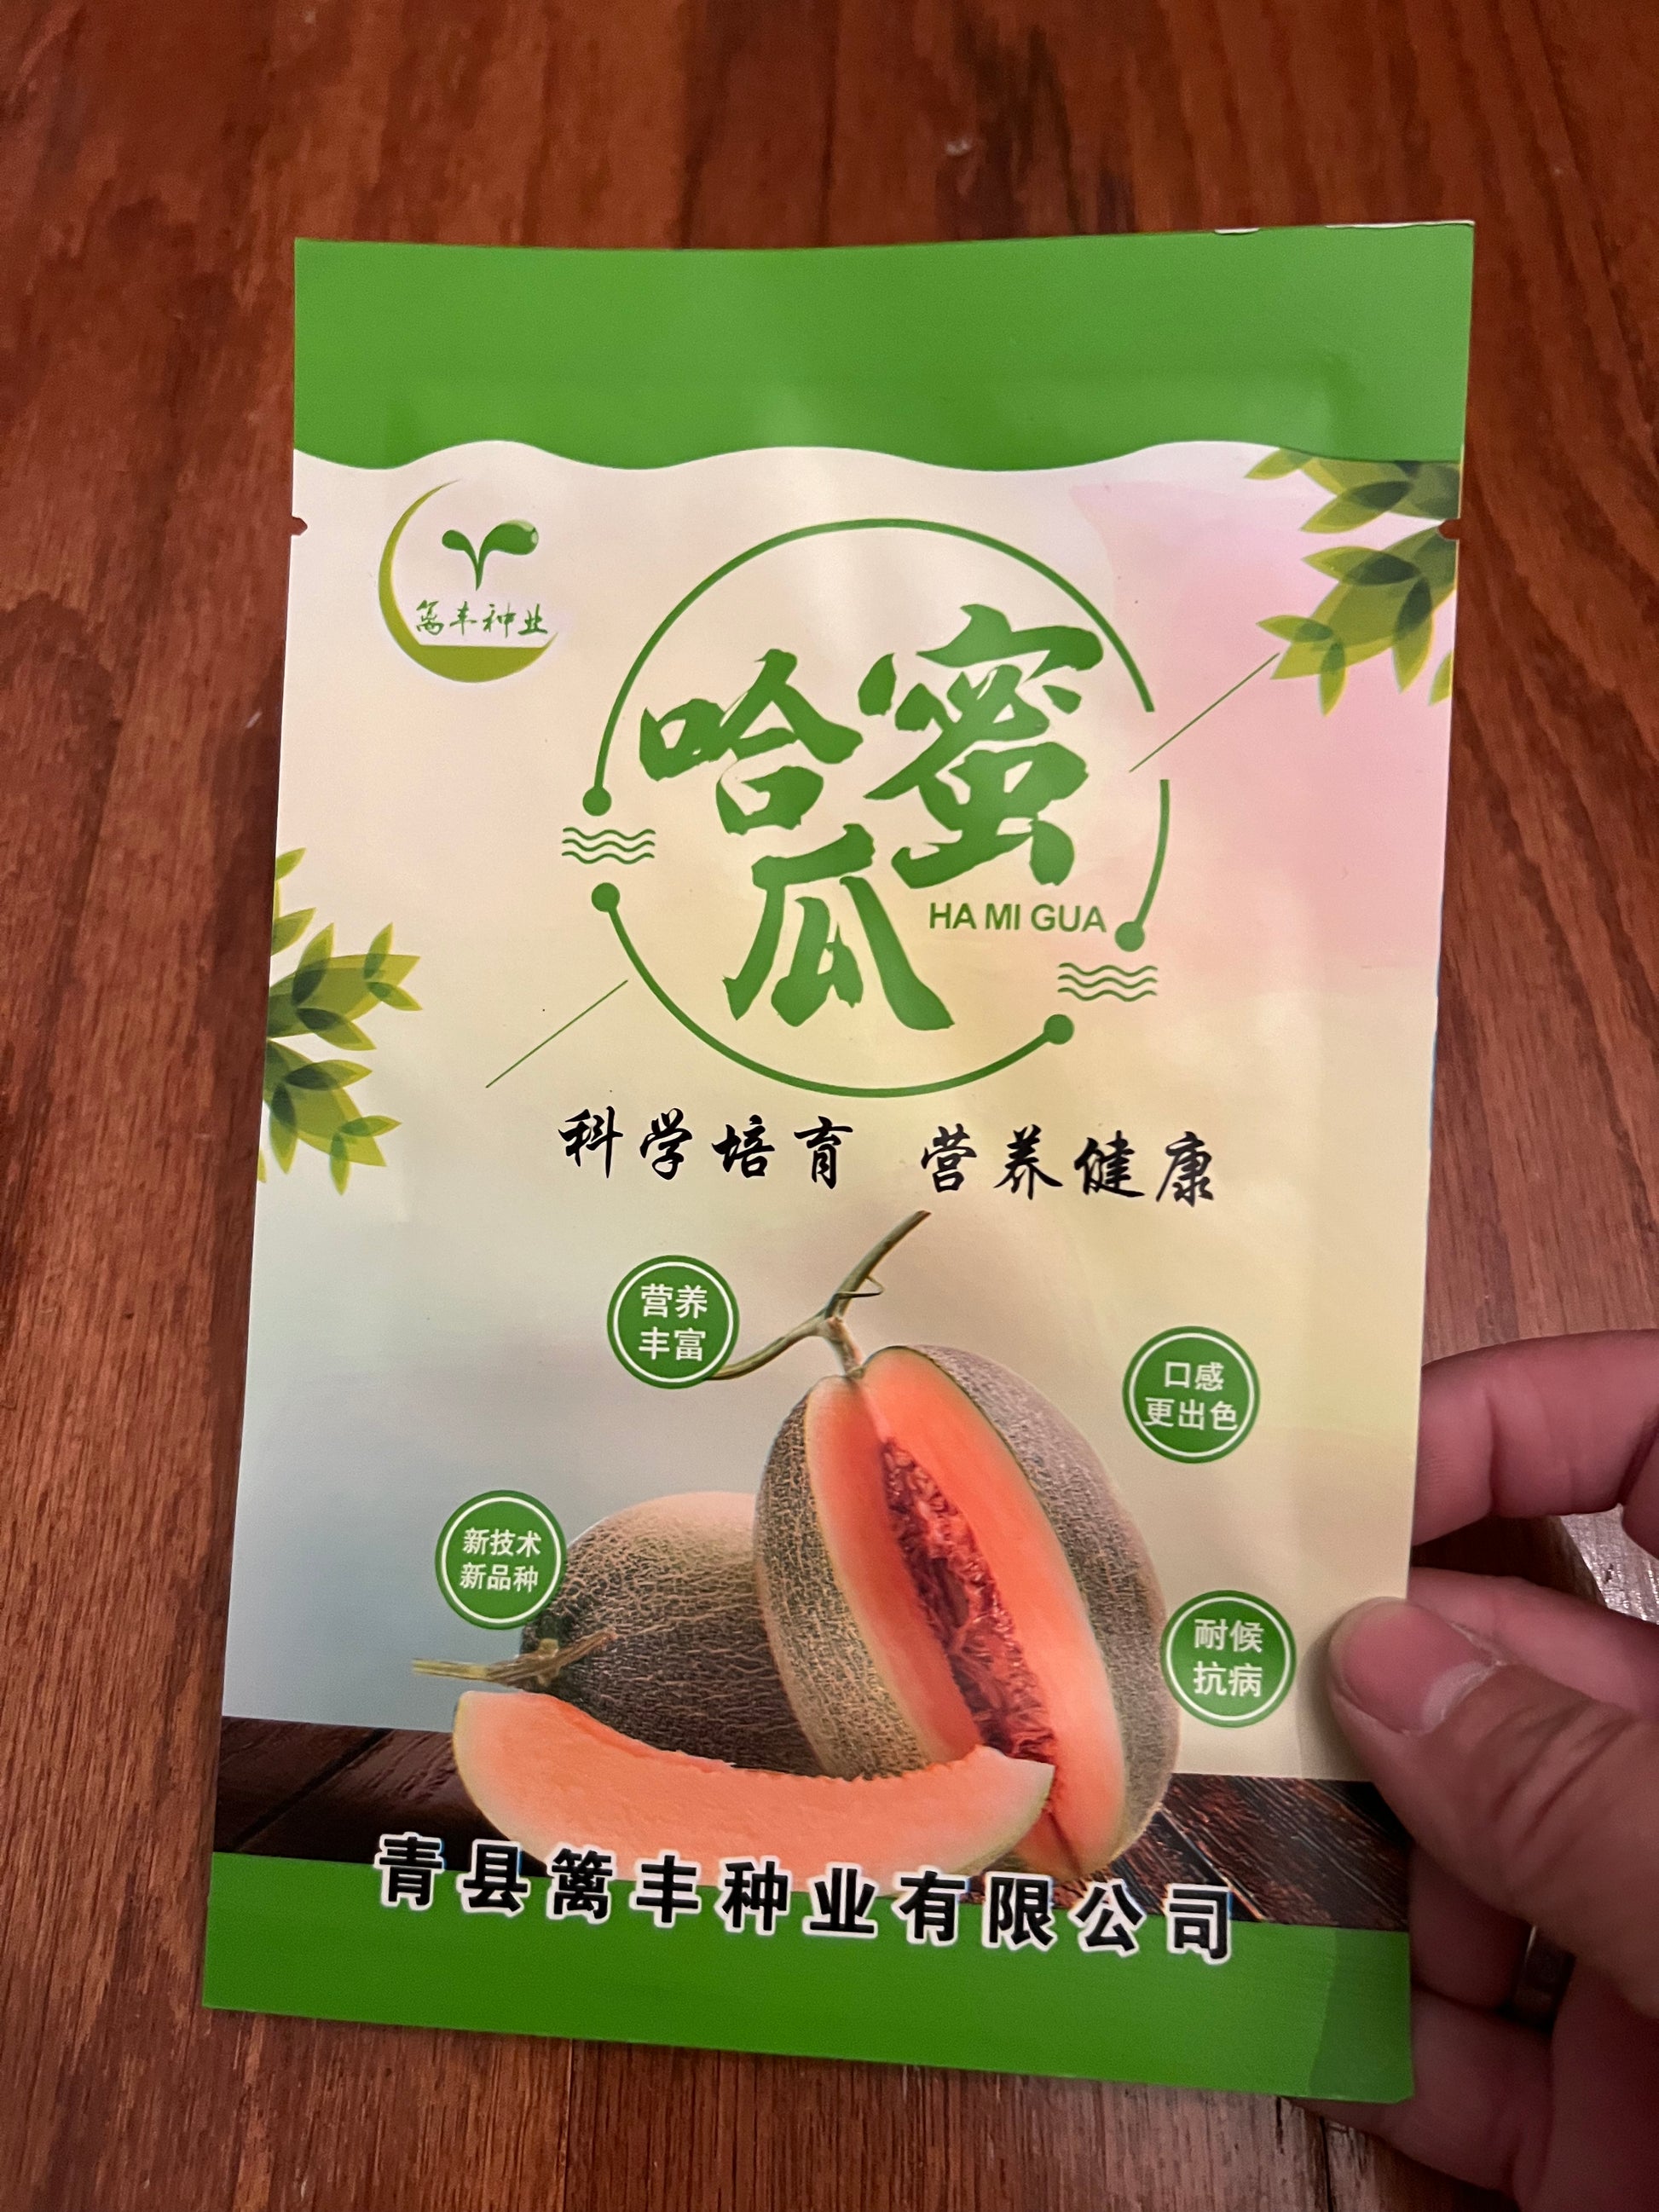 篱丰种业
哈蜜
瓜
HA MI GUA
科学培育 营养健康
营养
丰富
口感
更出色
新技术
新品种
耐候
抗病
青县篱丰种业有限公司